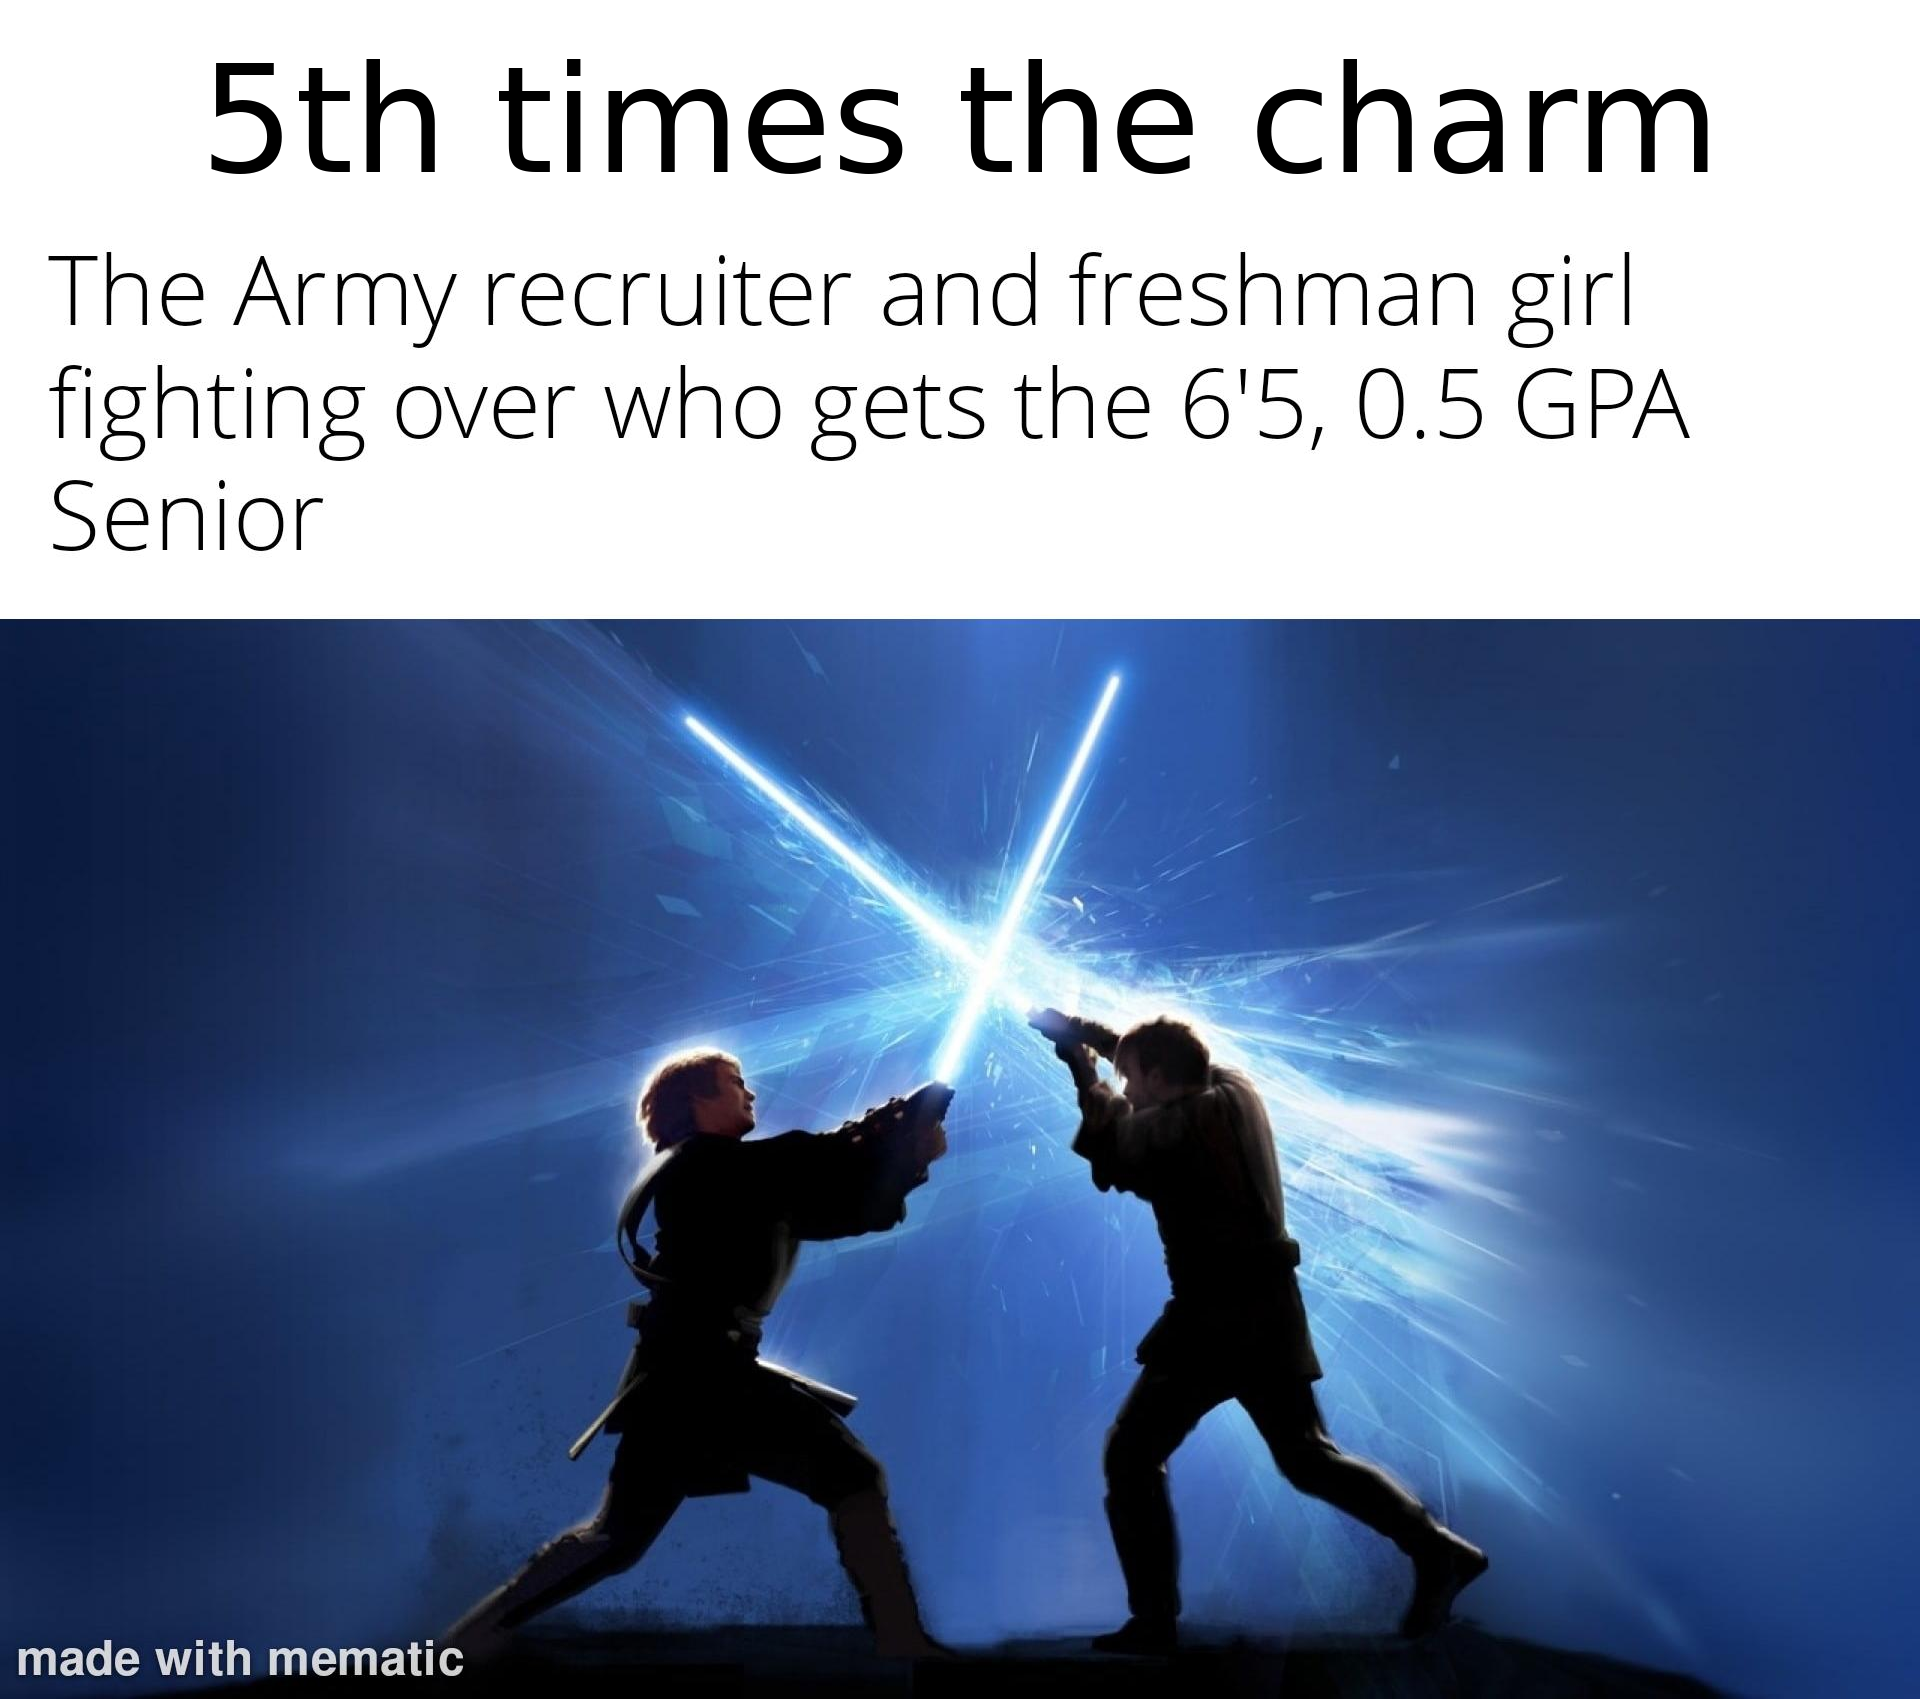 5th times the charm
The Army recruiter and freshman girl
fighting over who gets the 6'5, 0.5 GPA
Senior
made with mematic